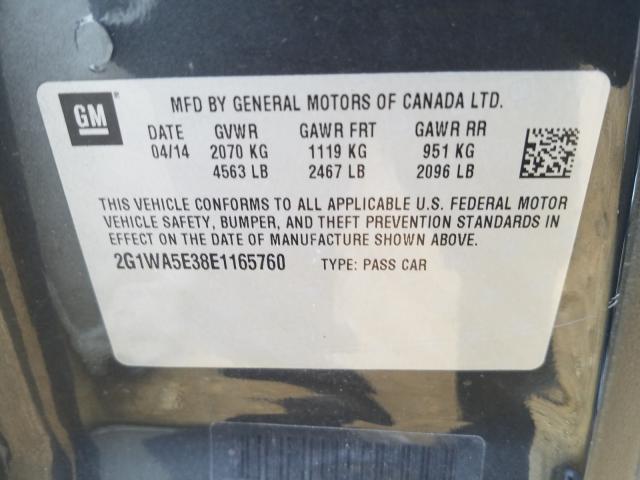 GM
MFD BY GENERAL MOTORS OF CANADA LTD.
DATE GVWR GAWR FRT GAWR RR
04/14 2070 KG 1119 KG 951 KG
4563 LB 2467 LB 2096 LB
THIS VEHICLE CONFORMS TO ALL APPLICABLE U.S. FEDERAL MOTOR
VEHICLE SAFETY, BUMPER, AND THEFT PREVENTION STANDARDS IN
EFFECT ON THE DATE OF MANUFACTURE SHOWN ABOVE.
2G1WA5E38E1165760 TYPE: PASS CAR